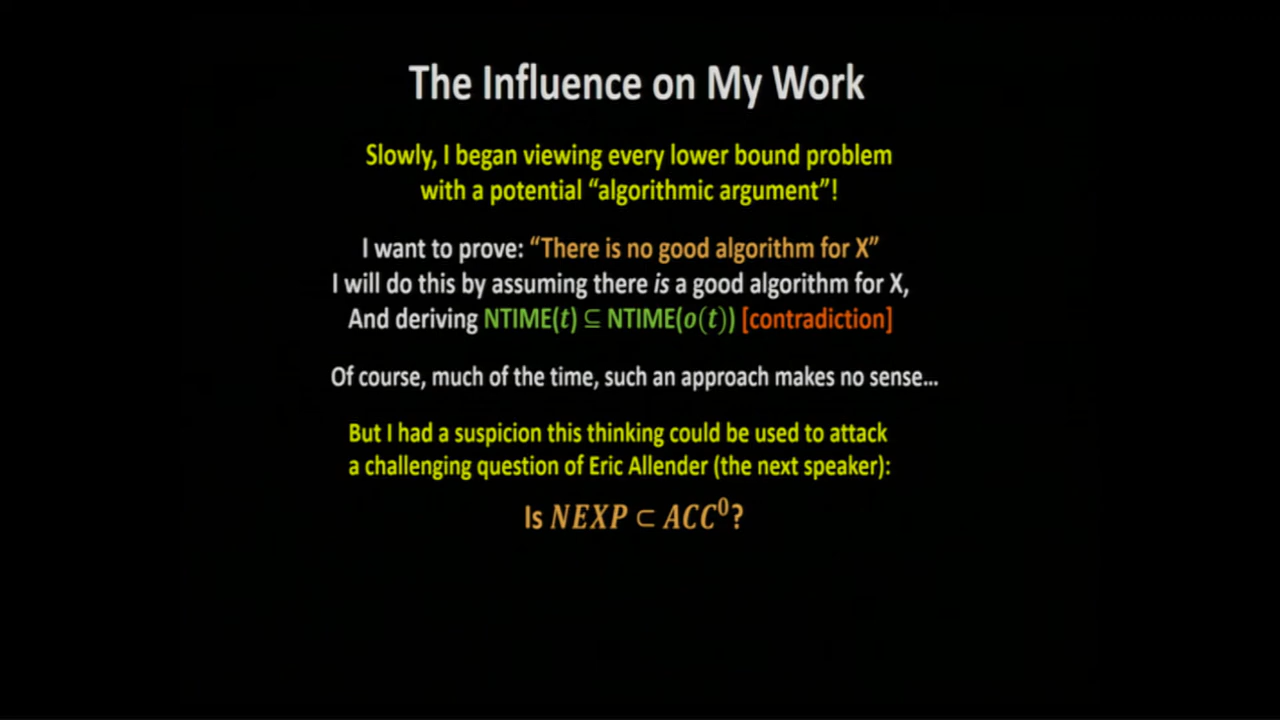 The Influence on My Work
Slowly, I began viewing every lower bound problem
with a potential “algorithmic argument”!
I want to prove: “There is no good algorithm for X”
I will do this by assuming there is a good algorithm for X,
And deriving NTIME(t) ⊆ NTIME(o(t)) [contradiction]
Of course, much of the time, such an approach makes no sense…
But I had a suspicion this thinking could be used to attack
a challenging question of Eric Allender (the next speaker):
Is NEXP ⊂ ACC⁰?